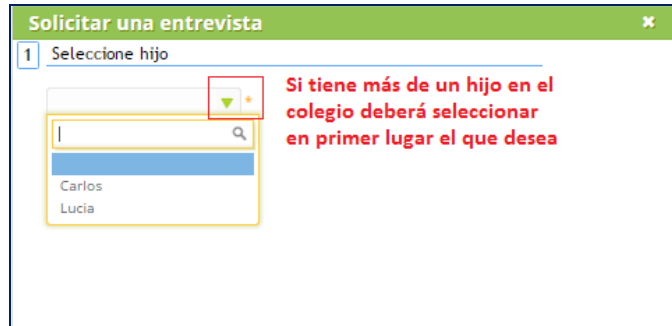 Solicitar una entrevista
1 Seleccione hijo
*
Si tiene más de un hijo en el
colegio deberá seleccionar
en primer lugar el que desea
Carlos
Lucia